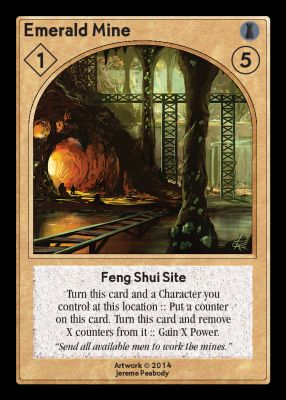 Emerald Mine
1
5
Feng Shui Site
Turn this card and a Character you
control at this location :: Put a counter
on this card. Turn this card and remove
X counters from it :: Gain X Power.
"Send all available men to work the mines."
Artwork © 2014
Jereme Peabody